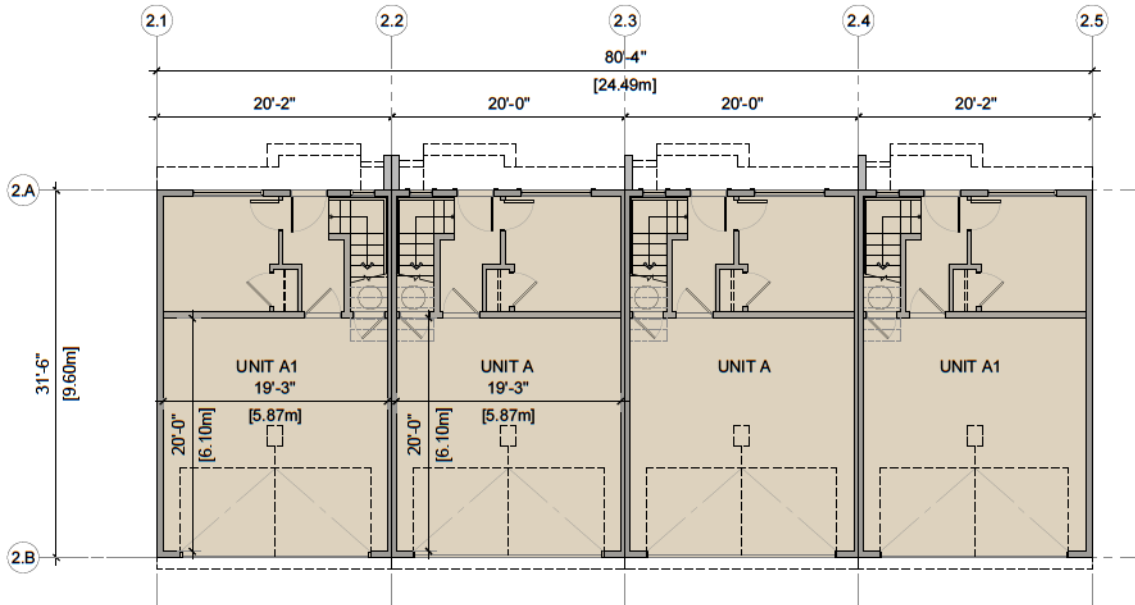 2.1 2.2 2.3 2.4 2.5
80'-4"
[24.49m]
20'-2" 20'-0" 20'-0" 20'-2"
2.A
31'-6"
[9.60m]
UNIT A1 UNIT A UNIT A UNIT A1
19'-3" 19'-3"
[5.87m] [5.87m]
20'-0" [6.10m] 20'-0" [6.10m]
2.B